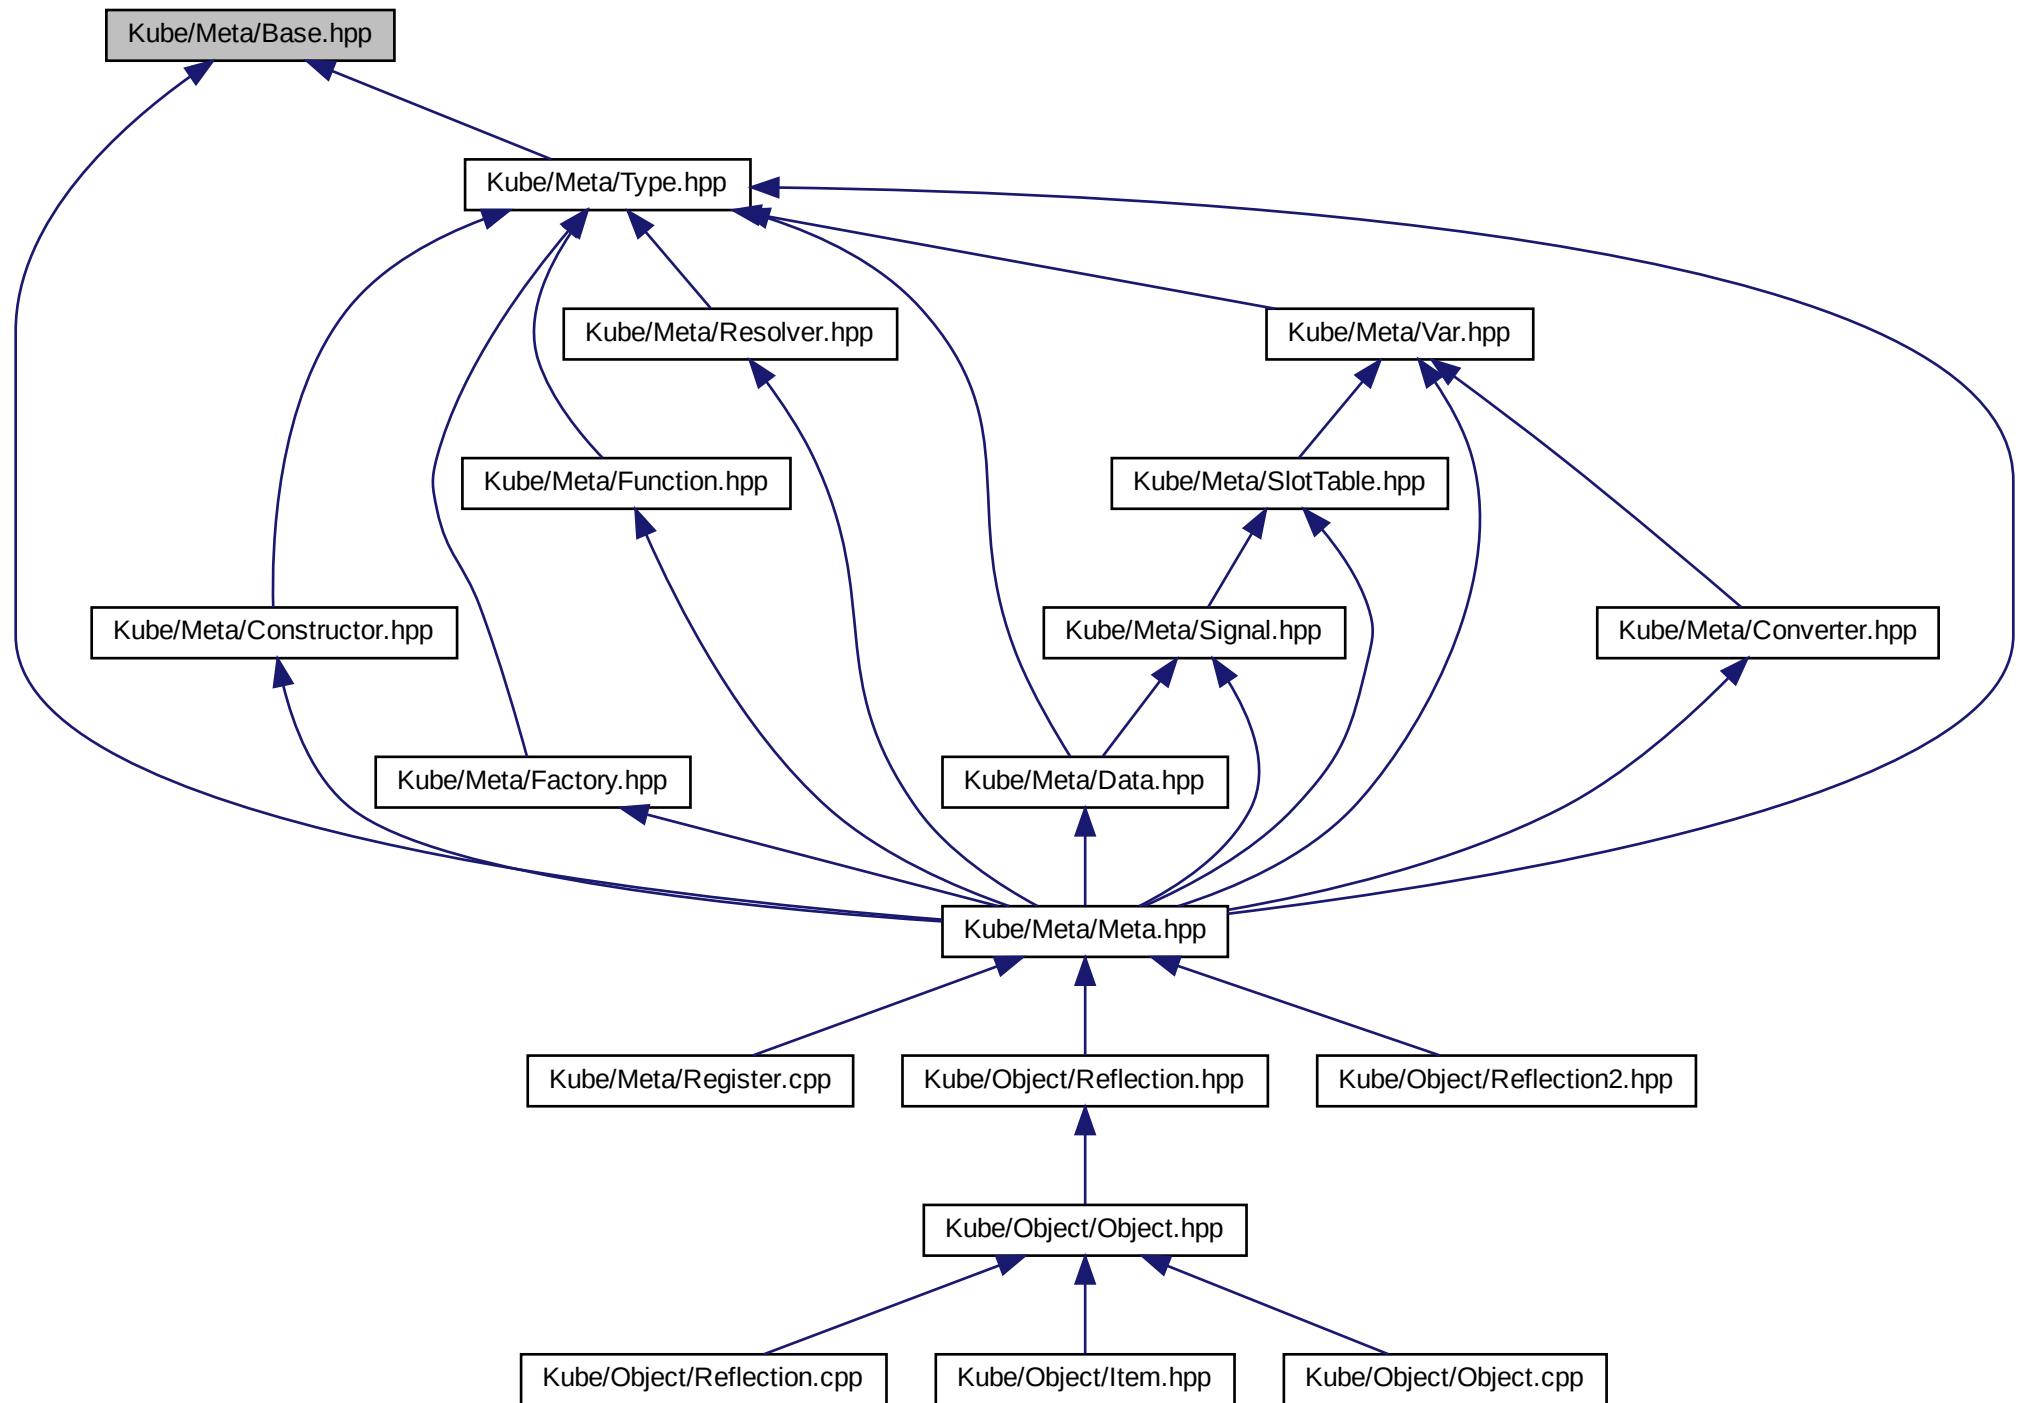 Kube/Meta/Base.hpp
Kube/Meta/Type.hpp
Kube/Meta/Resolver.hpp
Kube/Meta/Var.hpp
Kube/Meta/Function.hpp
Kube/Meta/SlotTable.hpp
Kube/Meta/Constructor.hpp
Kube/Meta/Signal.hpp
Kube/Meta/Converter.hpp
Kube/Meta/Factory.hpp
Kube/Meta/Data.hpp
Kube/Meta/Meta.hpp
Kube/Meta/Register.cpp
Kube/Object/Reflection.hpp
Kube/Object/Reflection2.hpp
Kube/Object/Object.hpp
Kube/Object/Reflection.cpp
Kube/Object/Item.hpp
Kube/Object/Object.cpp